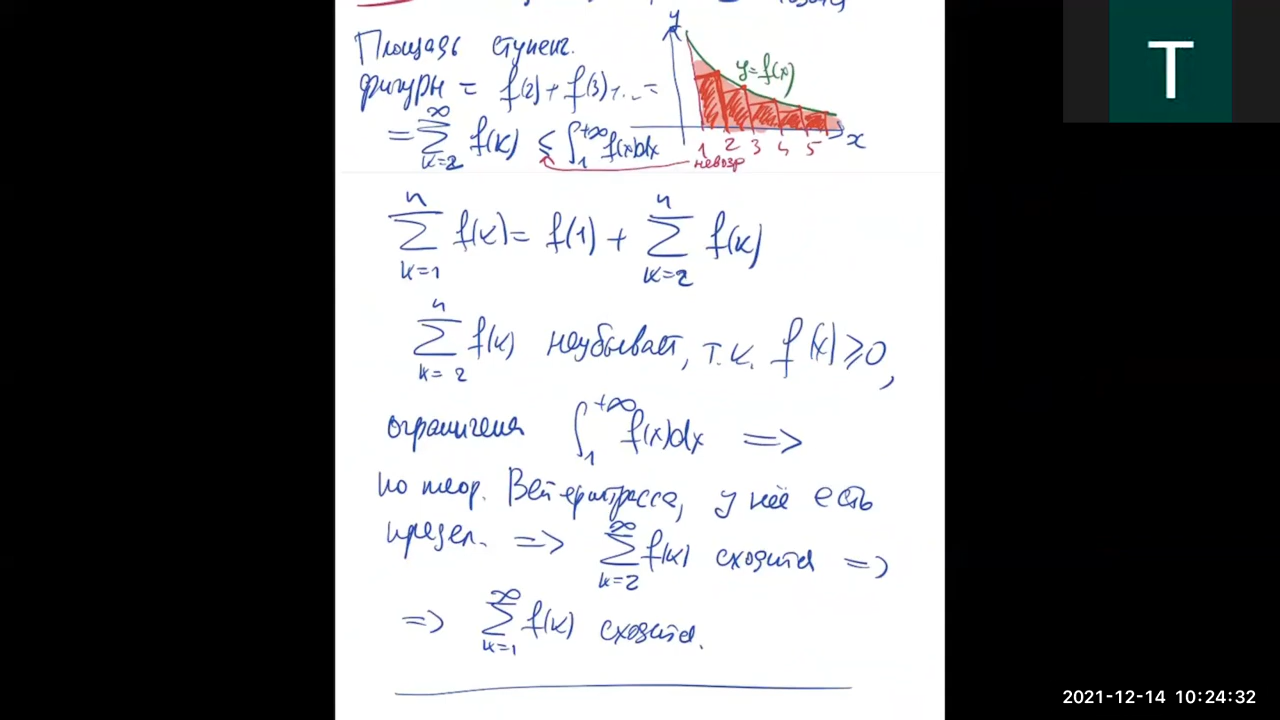 Площадь ступенч.
фигуры = f(2) + f(3) + ... =
= ∑_{k=2}^{∞} f(k) ≤ ∫_1^{+∞} f(x)dx
невозр
y
y=f(x)
1 2 3 4 5 x
∑_{k=1}^{n} f(k) = f(1) + ∑_{k=2}^{n} f(k)
∑_{k=2}^{n} f(k) неубывает, т.к. f(x) ≥ 0,
ограничена ∫_1^{+∞} f(x)dx =>
по теор. Вейерштрасса, у неё есть
предел. => ∑_{k=2}^{∞} f(k) сходится =>
=> ∑_{k=1}^{∞} f(k) сходится.
T
2021-12-14 10:24:32